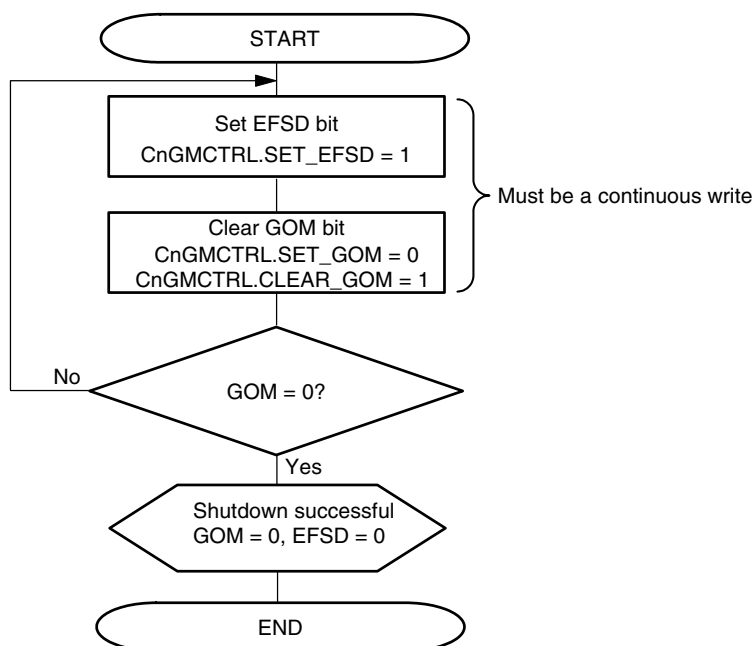 START
Set EFSD bit
CnGMCTRL.SET_EFSD = 1
Must be a continuous write
Clear GOM bit
CnGMCTRL.SET_GOM = 0
CnGMCTRL.CLEAR_GOM = 1
No
GOM = 0?
Yes
Shutdown successful
GOM = 0, EFSD = 0
END